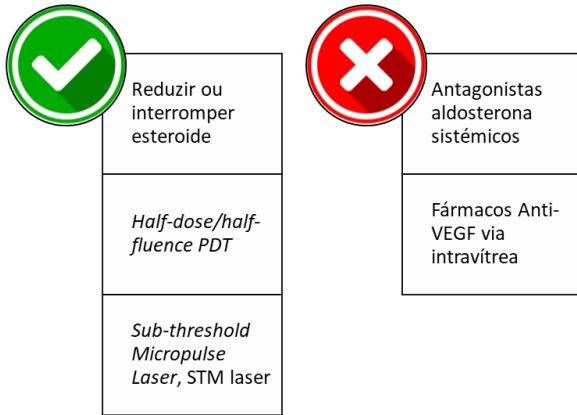 Reduzir ou
interromper
esteroide
Half-dose/half-
fluence PDT
Sub-threshold
Micropulse
Laser, STM laser
Antagonistas
aldosterona
sistémicos
Fármacos Anti-
VEGF via
intravítrea